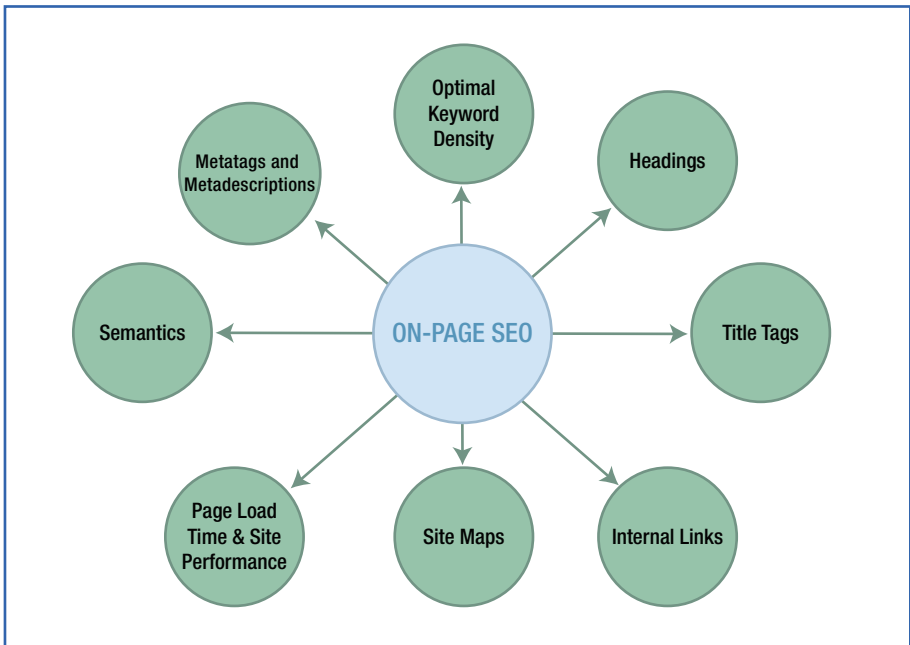 Optimal
Keyword
Density
Headings
Metatags and
Metadescriptions
Semantics
ON-PAGE SEO
Title Tags
Page Load
Time & Site
Performance
Site Maps
Internal Links